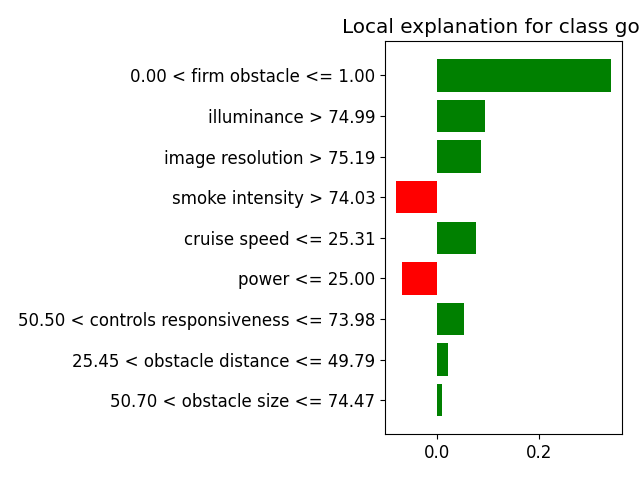 Local explanation for class go
0.00 < firm obstacle <= 1.00
illuminance > 74.99
image resolution > 75.19
smoke intensity > 74.03
cruise speed <= 25.31
power <= 25.00
50.50 < controls responsiveness <= 73.98
25.45 < obstacle distance <= 49.79
50.70 < obstacle size <= 74.47
0.0 0.2